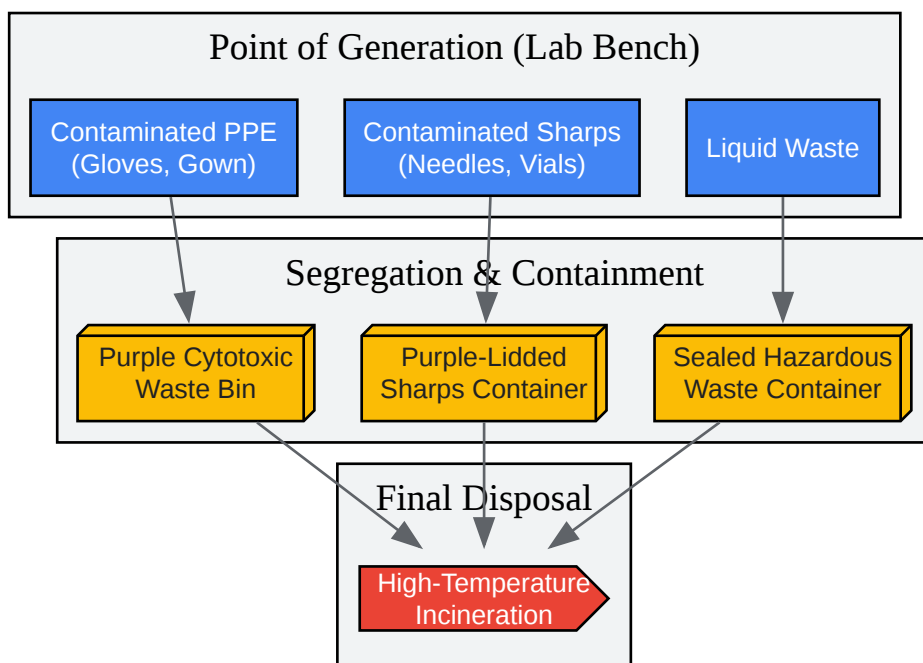 Point of Generation (Lab Bench)
Contaminated PPE
(Gloves, Gown)
Contaminated Sharps
(Needles, Vials)
Liquid Waste
Segregation & Containment
Purple Cytotoxic
Waste Bin
Purple-Lidded
Sharps Container
Sealed Hazardous
Waste Container
Final Disposal
High-Temperature
Incineration